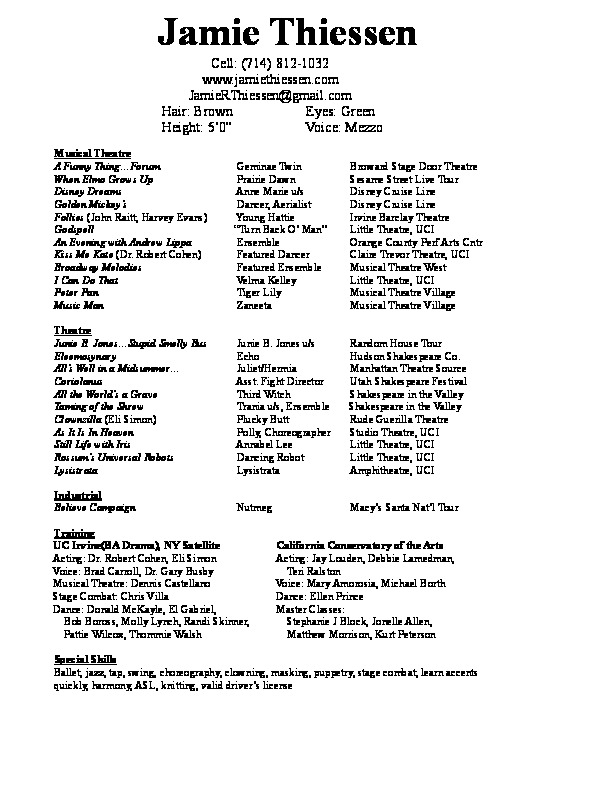 Jamie Thiessen
Cell: (714) 812-1032
www.jamiethiessen.com
JamieRThiessen@gmail.com
Hair: Brown Eyes: Green
Height: 5'0" Voice: Mezzo
Musical Theatre
A Funny Thing...Forum Geminae Twin Broward Stage Door Theatre
When Elmo Grows Up Prairie Dawn Sesame Street Live Tour
Disney Dreams Anne Marie u/s Disney Cruise Line
Golden Mickey's Dancer, Aerialist Disney Cruise Line
Follies (John Raitt, Harvey Evans) Young Hattie Irvine Barclay Theatre
Godspell "Turn Back O' Man" Little Theatre, UCI
An Evening with Andrew Lippa Ensemble Orange County Perf Arts Cntr
Kiss Me Kate (Dr. Robert Cohen) Featured Dancer Claire Trevor Theatre, UCI
Broadway Melodies Featured Ensemble Musical Theatre West
I Can Do That Velma Kelley Little Theatre, UCI
Peter Pan Tiger Lily Musical Theatre Village
Music Man Zaneeta Musical Theatre Village
Theatre
Junie B. Jones...Stupid Smelly Bus Junie B. Jones u/s Random House Tour
Eleemosynary Echo Hudson Shakespeare Co.
All's Well in a Midsummer... Juliet/Hermia Manhattan Theatre Source
Coriolanus Asst. Fight Director Utah Shakespeare Festival
All the World's a Grave Third Witch Shakespeare in the Valley
Taming of the Shrew Trania u/s, Ensemble Shakespeare in the Valley
Clownzilla (Eli Simon) Plucky Butt Rude Guerilla Theatre
As It Is In Heaven Polly, Choreographer Studio Theatre, UCI
Still Life with Iris Annabel Lee Little Theatre, UCI
Rossum's Universal Robots Dancing Robot Little Theatre, UCI
Lysistrata Lysistrata Amphitheatre, UCI
Industrial
Believe Campaign Nutmeg Macy's Santa Nat'l Tour
Training
UC Irvine(BA Drama), NY Satellite California Conservatory of the Arts
Acting: Dr. Robert Cohen, Eli Simon Acting: Jay Louden, Debbie Lamedman,
Voice: Brad Carroll, Dr. Gary Busby Teri Ralston
Musical Theatre: Dennis Castellano Voice: Mary Amorosia, Michael Borth
Stage Combat: Chris Villa Dance: Ellen Prince
Dance: Donald McKayle, El Gabriel, Master Classes:
Bob Boross, Molly Lynch, Randi Skinner, Stephanie J Block, Jonelle Allen,
Pattie Wilcox, Thommie Walsh Matthew Morrison, Kurt Peterson
Special Skills
Ballet, jazz, tap, swing, choreography, clowning, masking, puppetry, stage combat, learn accents
quickly, harmony, ASL, knitting, valid driver's license